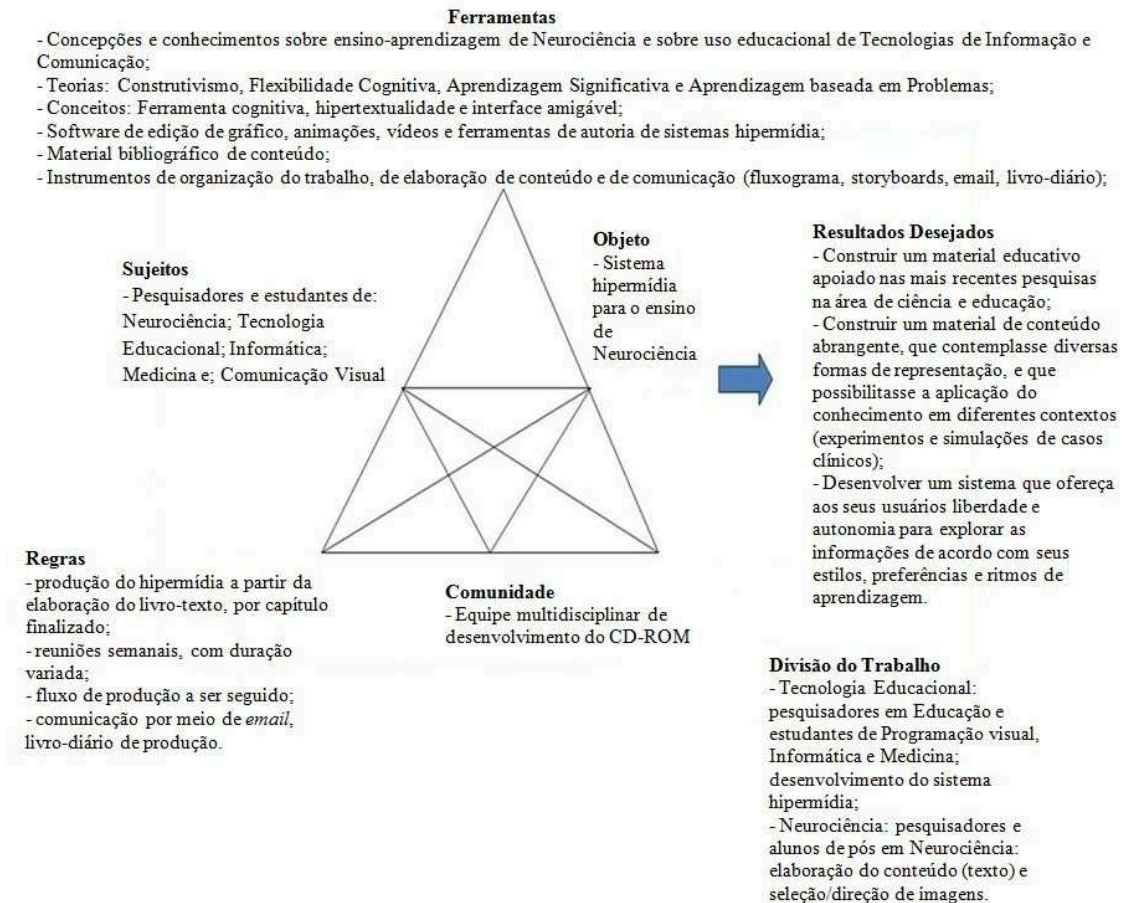 Ferramentas
- Concepções e conhecimentos sobre ensino-aprendizagem de Neurociência e sobre uso educacional de Tecnologias de Informação e
Comunicação;
- Teorias: Construtivismo, Flexibilidade Cognitiva, Aprendizagem Significativa e Aprendizagem baseada em Problemas;
- Conceitos: Ferramenta cognitiva, hipertextualidade e interface amigável;
- Software de edição de gráfico, animações, vídeos e ferramentas de autoria de sistemas hipermídia;
- Material bibliográfico de conteúdo;
- Instrumentos de organização do trabalho, de elaboração de conteúdo e de comunicação (fluxograma, storyboards, email, livro-diário);
Sujeitos
- Pesquisadores e estudantes de:
Neurociência; Tecnologia
Educacional; Informática;
Medicina e; Comunicação Visual
Objeto
- Sistema
hipermídia
para o ensino
de
Neurociência
Resultados Desejados
- Construir um material educativo
apoiado nas mais recentes pesquisas
na área de ciência e educação;
- Construir um material de conteúdo
abrangente, que contemplasse diversas
formas de representação, e que
possibilitasse a aplicação do
conhecimento em diferentes contextos
(experimentos e simulações de casos
clínicos);
- Desenvolver um sistema que ofereça
aos seus usuários liberdade e
autonomia para explorar as
informações de acordo com seus
estilos, preferências e ritmos de
aprendizagem.
Regras
- produção do hipermídia a partir da
elaboração do livro-texto, por capítulo
finalizado;
- reuniões semanais, com duração
variada;
- fluxo de produção a ser seguido;
- comunicação por meio de email,
livro-diário de produção.
Comunidade
- Equipe multidisciplinar de
desenvolvimento do CD-ROM
Divisão do Trabalho
- Tecnologia Educacional:
pesquisadores em Educação e
estudantes de Programação visual,
Informática e Medicina;
desenvolvimento do sistema
hipermídia;
- Neurociência: pesquisadores e
alunos de pós em Neurociência:
elaboração do conteúdo (texto) e
seleção/direção de imagens.